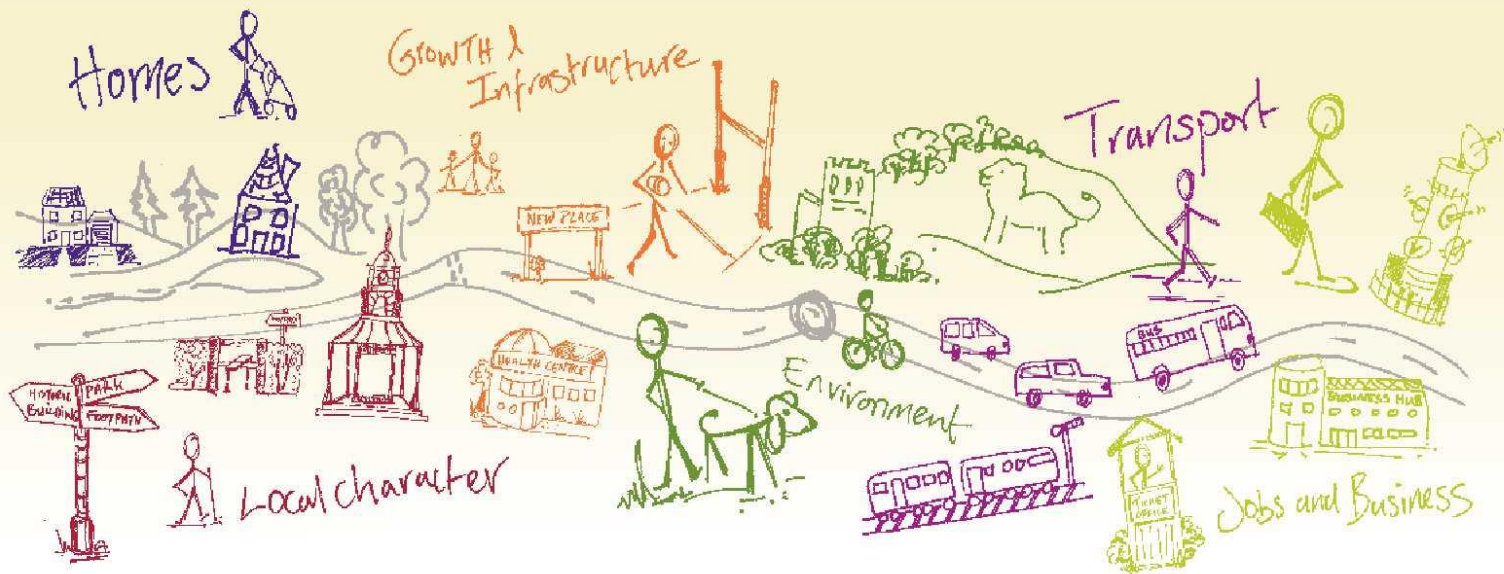 Homes
Growth &
Infrastructure
Transport
NEW PLACE
BUS
HEALTH CENTRE
Environment
HISTORIC
BUILDING
PARK
FOOTPATH
BUSINESS HUB
Local character
TICKET
OFFICE
Jobs and Business